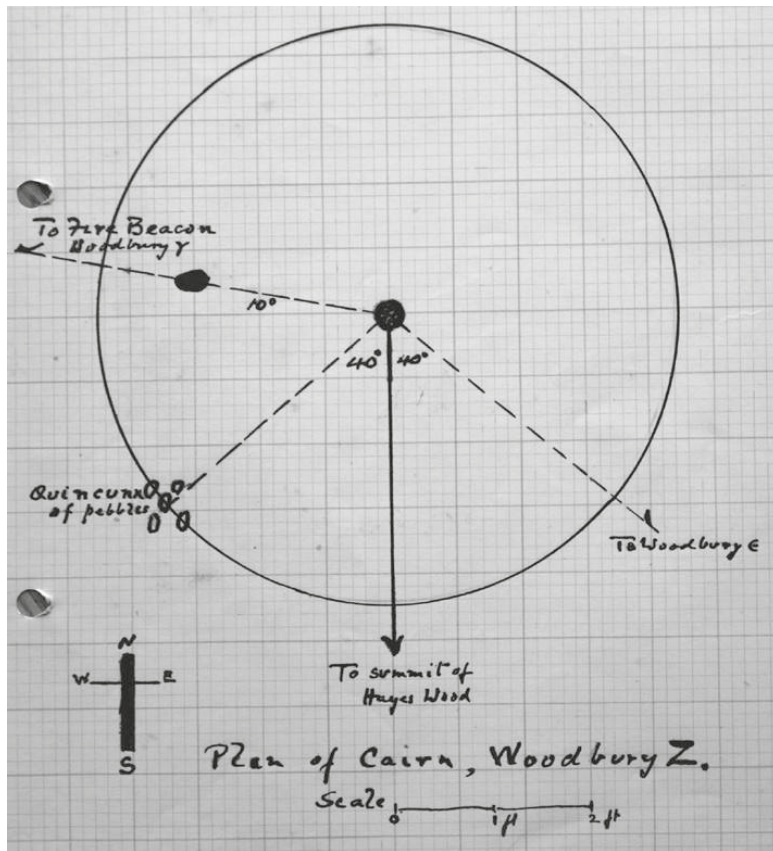 To Fire Beacon
Woodbury γ
10°
40° 40°
Quincunx
of pebbles
To Woodbury ε
To summit of
Hayes Wood
N
W E
S
Plan of Cairn, Woodbury Z.
Scale
0 1 ft 2 ft